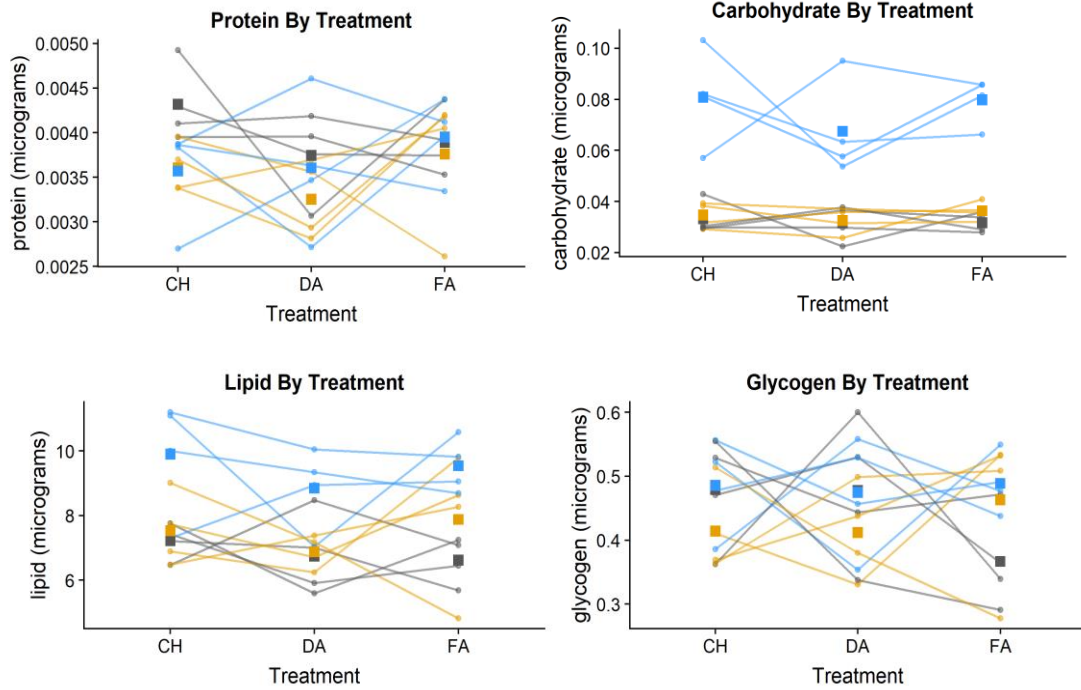 Protein By Treatment
protein (micrograms)
0.0050
0.0045
0.0040
0.0035
0.0030
0.0025
CH DA FA
Treatment
Carbohydrate By Treatment
carbohydrate (micrograms)
0.10
0.08
0.06
0.04
0.02
CH DA FA
Treatment
Lipid By Treatment
lipid (micrograms)
10
8
6
CH DA FA
Treatment
Glycogen By Treatment
glycogen (micrograms)
0.6
0.5
0.4
0.3
CH DA FA
Treatment